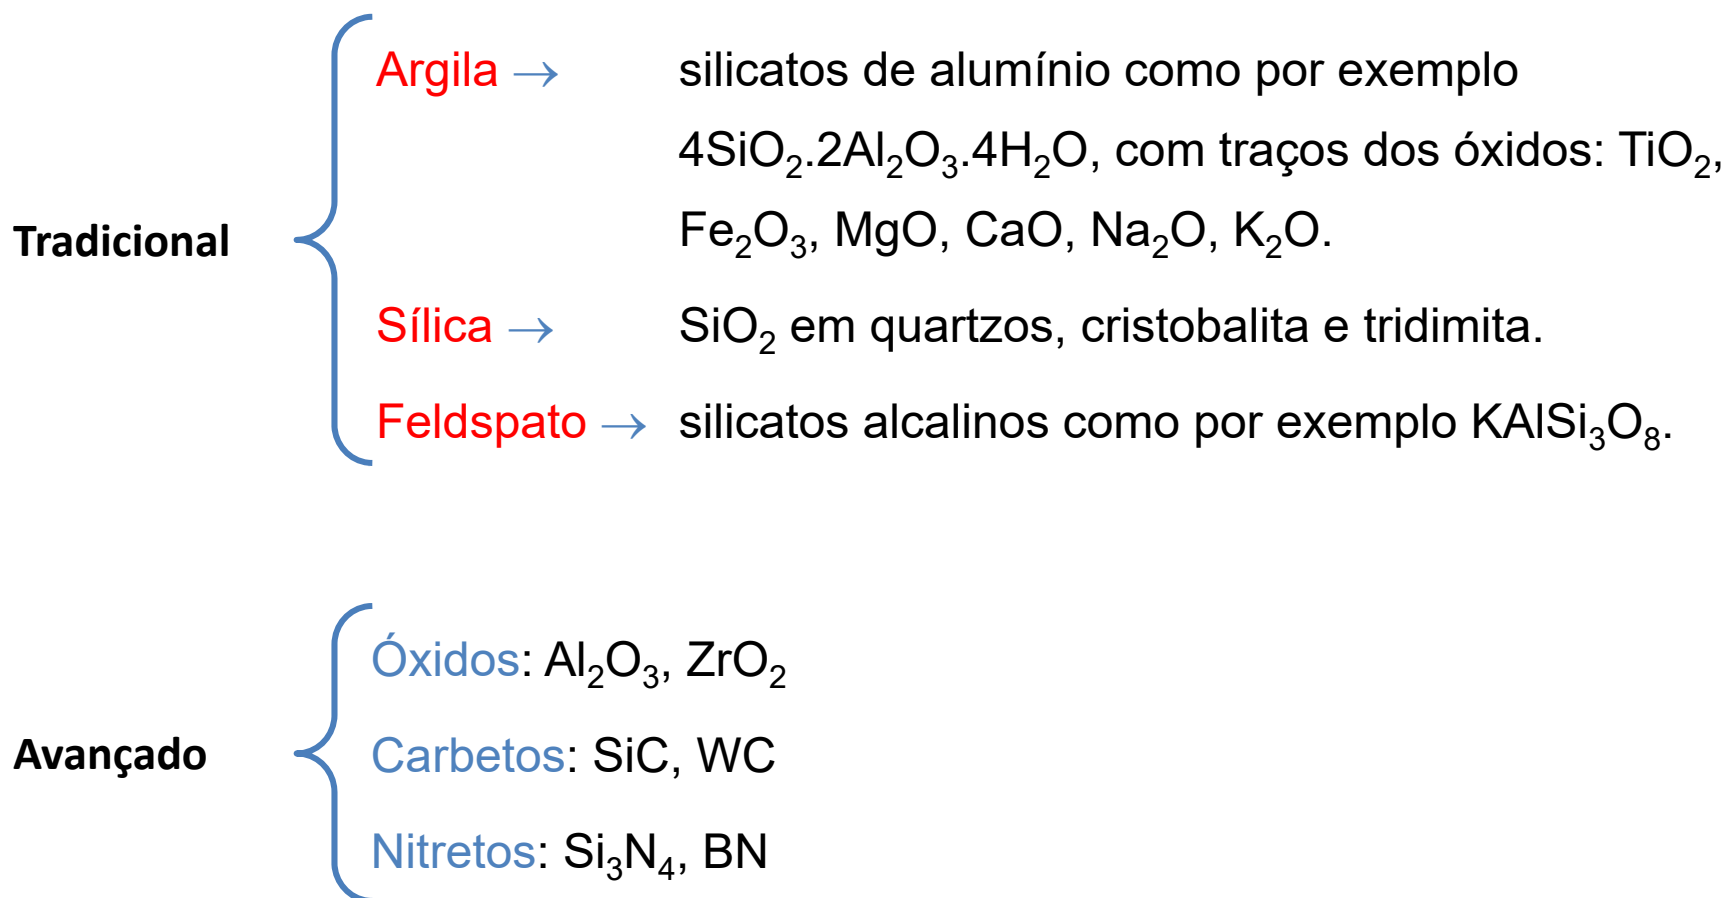 Argila → silicatos de alumínio como por exemplo
4SiO₂.2Al₂O₃.4H₂O, com traços dos óxidos: TiO₂,
Tradicional Fe₂O₃, MgO, CaO, Na₂O, K₂O.
Sílica → SiO₂ em quartzos, cristobalita e tridimita.
Feldspato → silicatos alcalinos como por exemplo KAlSi₃O₈.
Óxidos: Al₂O₃, ZrO₂
Avançado Carbetos: SiC, WC
Nitretos: Si₃N₄, BN